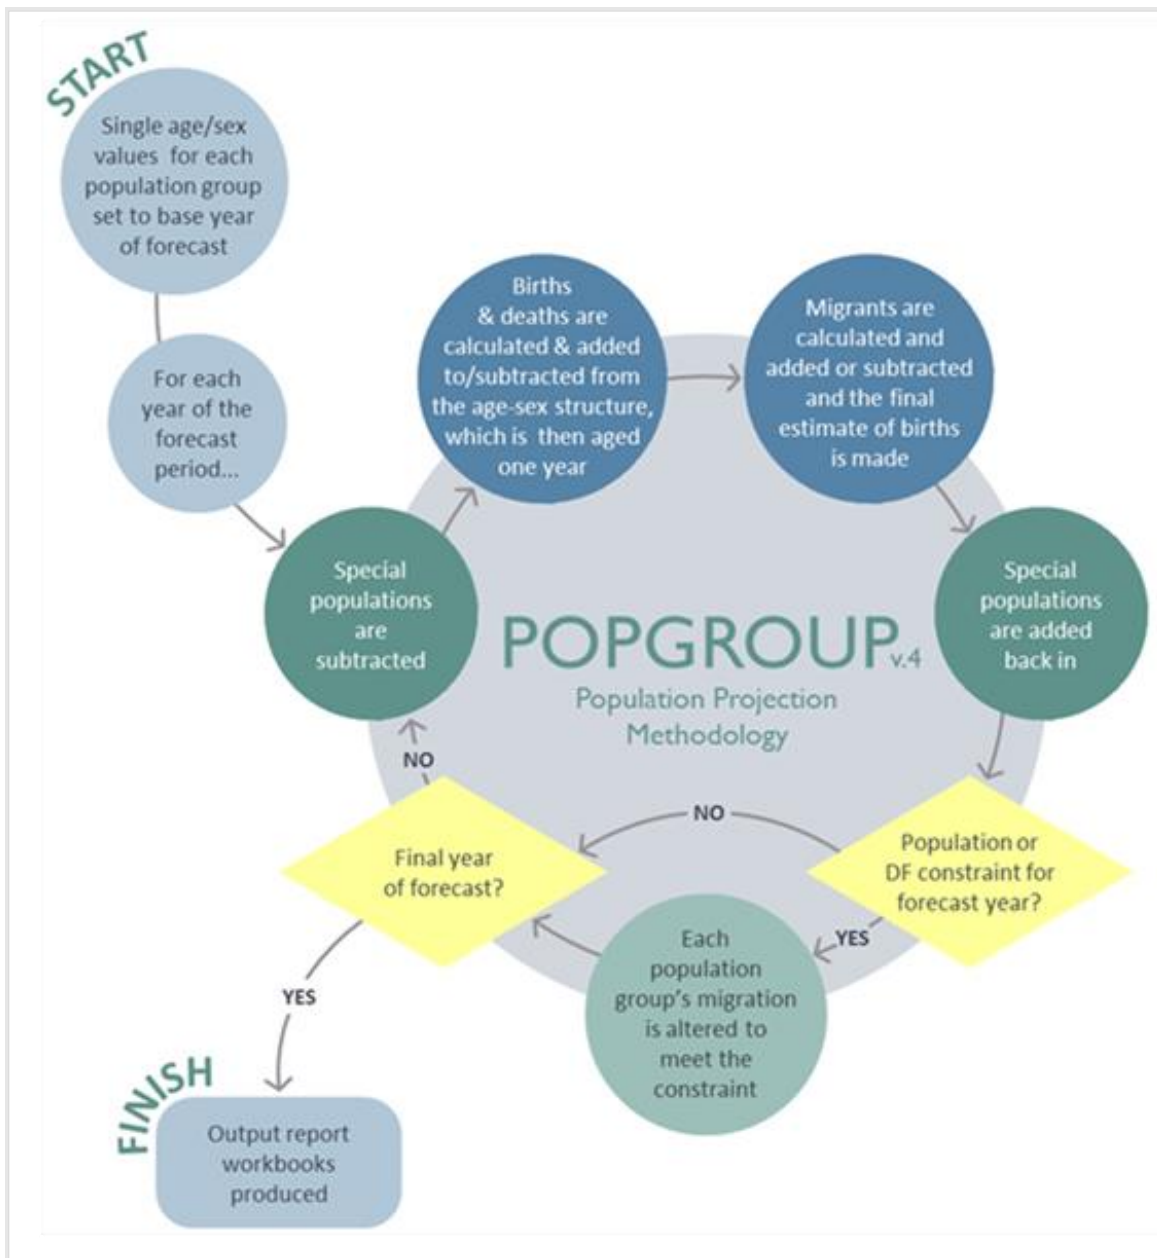 START
Single age/sex
values for each
population group
set to base year
of forecast
For each
year of the
forecast
period...
Special
populations
are
subtracted
Births
& deaths are
calculated & added
to/subtracted from
the age-sex structure,
which is then aged
one year
Migrants are
calculated and
added or subtracted
and the final
estimate of births
is made
Special
populations
are added
back in
POPGROUP v.4
Population Projection
Methodology
Population or
DF constraint for
forecast year?
NO
YES
Each
population
group's migration
is altered to
meet the
constraint
Final year
of forecast?
NO
YES
FINISH
Output report
workbooks
produced